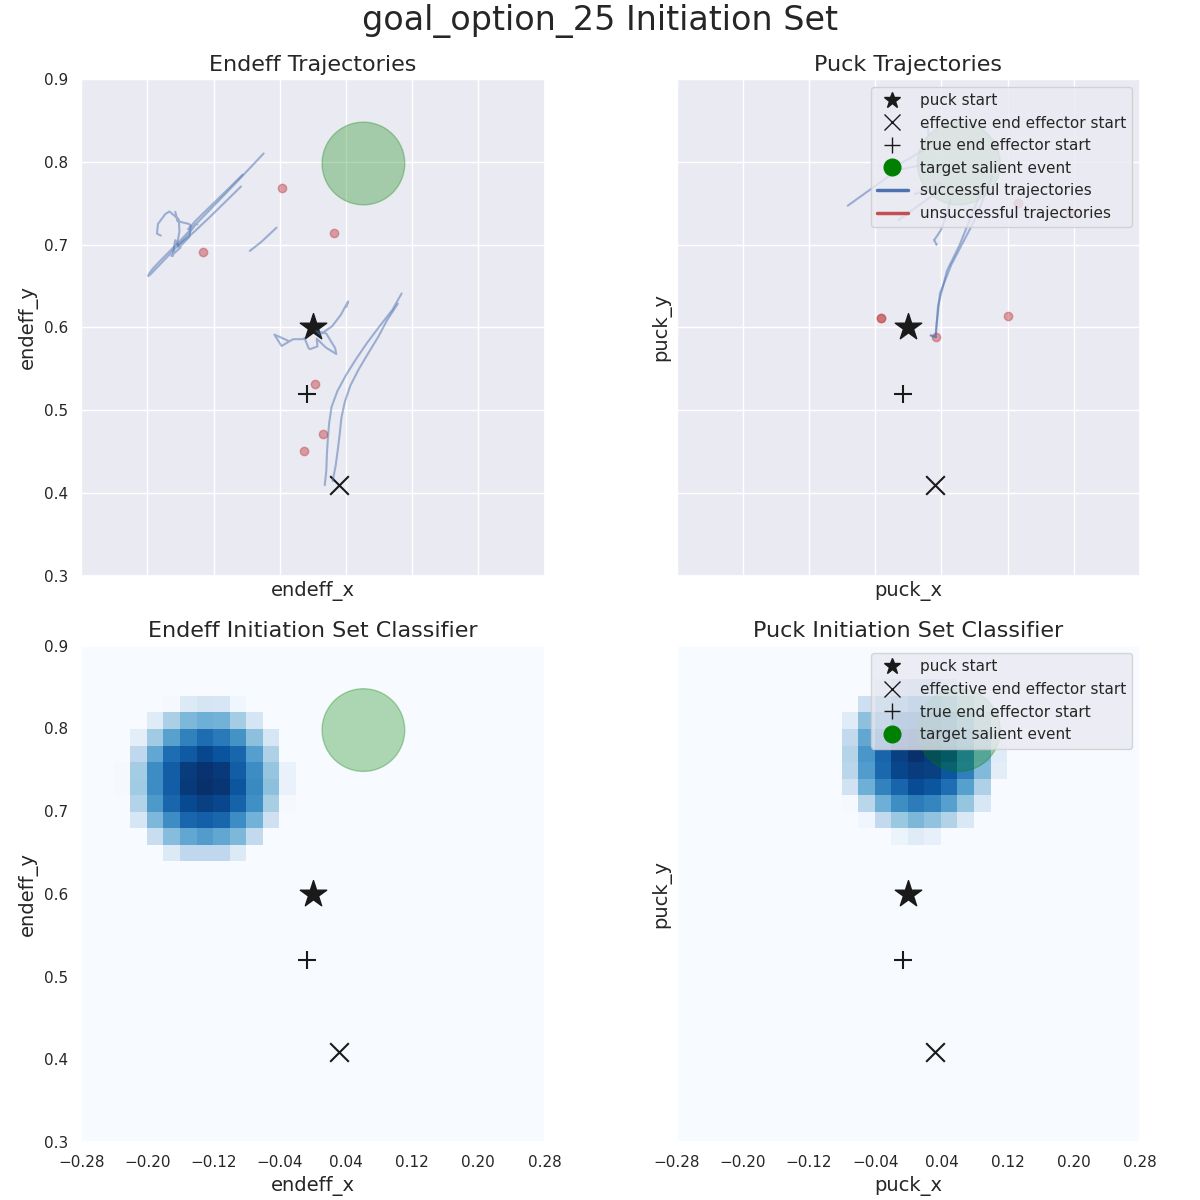 goal_option_25 Initiation Set
Endeff Trajectories
0.9
0.8
0.7
0.6
0.5
0.4
0.3
endeff_y
endeff_x
Puck Trajectories
puck start
effective end effector start
true end effector start
target salient event
successful trajectories
unsuccessful trajectories
puck_y
puck_x
Endeff Initiation Set Classifier
0.9
0.8
0.7
0.6
0.5
0.4
0.3
endeff_y
−0.28 −0.20 −0.12 −0.04 0.04 0.12 0.20 0.28
endeff_x
Puck Initiation Set Classifier
puck start
effective end effector start
true end effector start
target salient event
puck_y
−0.28 −0.20 −0.12 −0.04 0.04 0.12 0.20 0.28
puck_x